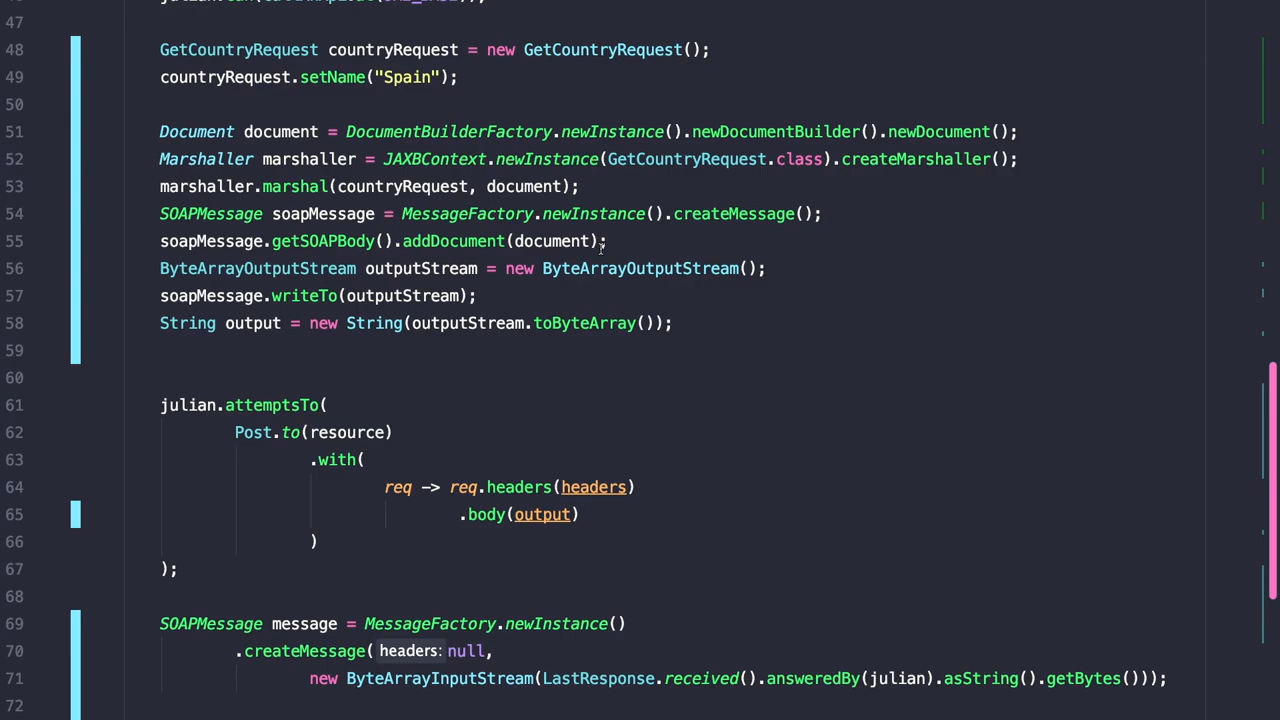 47
48 GetCountryRequest countryRequest = new GetCountryRequest();
49 countryRequest.setName("Spain");
50
51 Document document = DocumentBuilderFactory.newInstance().newDocumentBuilder().newDocument();
52 Marshaller marshaller = JAXBContext.newInstance(GetCountryRequest.class).createMarshaller();
53 marshaller.marshal(countryRequest, document);
54 SOAPMessage soapMessage = MessageFactory.newInstance().createMessage();
55 soapMessage.getSOAPBody().addDocument(document);
56 ByteArrayOutputStream outputStream = new ByteArrayOutputStream();
57 soapMessage.writeTo(outputStream);
58 String output = new String(outputStream.toByteArray());
59
60
61 julian.attemptsTo(
62 Post.to(resource)
63 .with(
64 req -> req.headers(headers)
65 .body(output)
66 )
67 );
68
69 SOAPMessage message = MessageFactory.newInstance()
70 .createMessage( headers: null,
71 new ByteArrayInputStream(LastResponse.received().answeredBy(julian).asString().getBytes()));
72